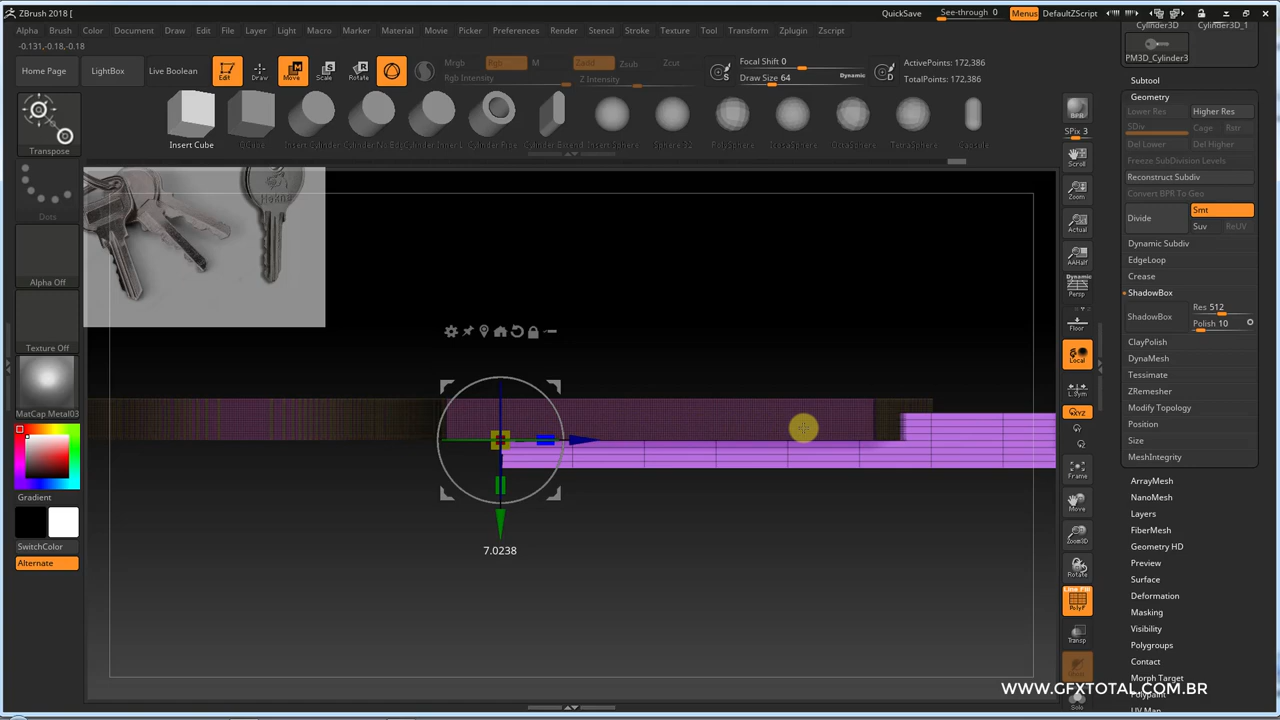 ZBrush 2018 [
QuickSave
See-through 0
Menus
DefaultZScript
Alpha Brush Color Document Draw Edit File Layer Light Macro Marker Material Movie Picker Preferences Render Stencil Stroke Texture Tool Transform Zplugin Zscript
-0.131,-0.18,-0.18
Home Page
LightBox
Live Boolean
Edit
Draw
Move
Scale
Rotate
Mrgb
Rgb
M
Rgb Intensity
Zadd
Zsub
Zcut
Z Intensity
S
Focal Shift 0
Draw Size 64
Dynamic
D
ActivePoints: 172,386
TotalPoints: 172,386
Insert Cube
PolySphere
Capsule
Transpose
Dots
Alpha Off
Texture Off
MatCap Metal03
Gradient
SwitchColor
Alternate
7.0238
BPR
SPix 3
Scroll
Zoom
Actual
AAHalf
Dynamic
Persp
Floor
Local
L.Sym
XYZ
Y
Z
Frame
Move
Zoom3D
Rotate
Line Fill
PolyF
Transp
Solo
Cylinder3D Cylinder3D_1
PM3D_Cylinder3
Subtool
Geometry
Lower Res
Higher Res
SDiv
Cage
Rstr
Del Lower
Del Higher
Freeze SubDivision Levels
Reconstruct Subdiv
Convert BPR To Geo
Divide
Smt
Suv
ReUV
Dynamic Subdiv
EdgeLoop
Crease
ShadowBox
ShadowBox
Res 512
Polish 10
ClayPolish
DynaMesh
Tessimate
ZRemesher
Modify Topology
Position
Size
MeshIntegrity
ArrayMesh
NanoMesh
Layers
FiberMesh
Geometry HD
Preview
Surface
Deformation
Masking
Visibility
Polygroups
Contact
Morph Target
Polypaint
UV Map
WWW.GFXTOTAL.COM.BR